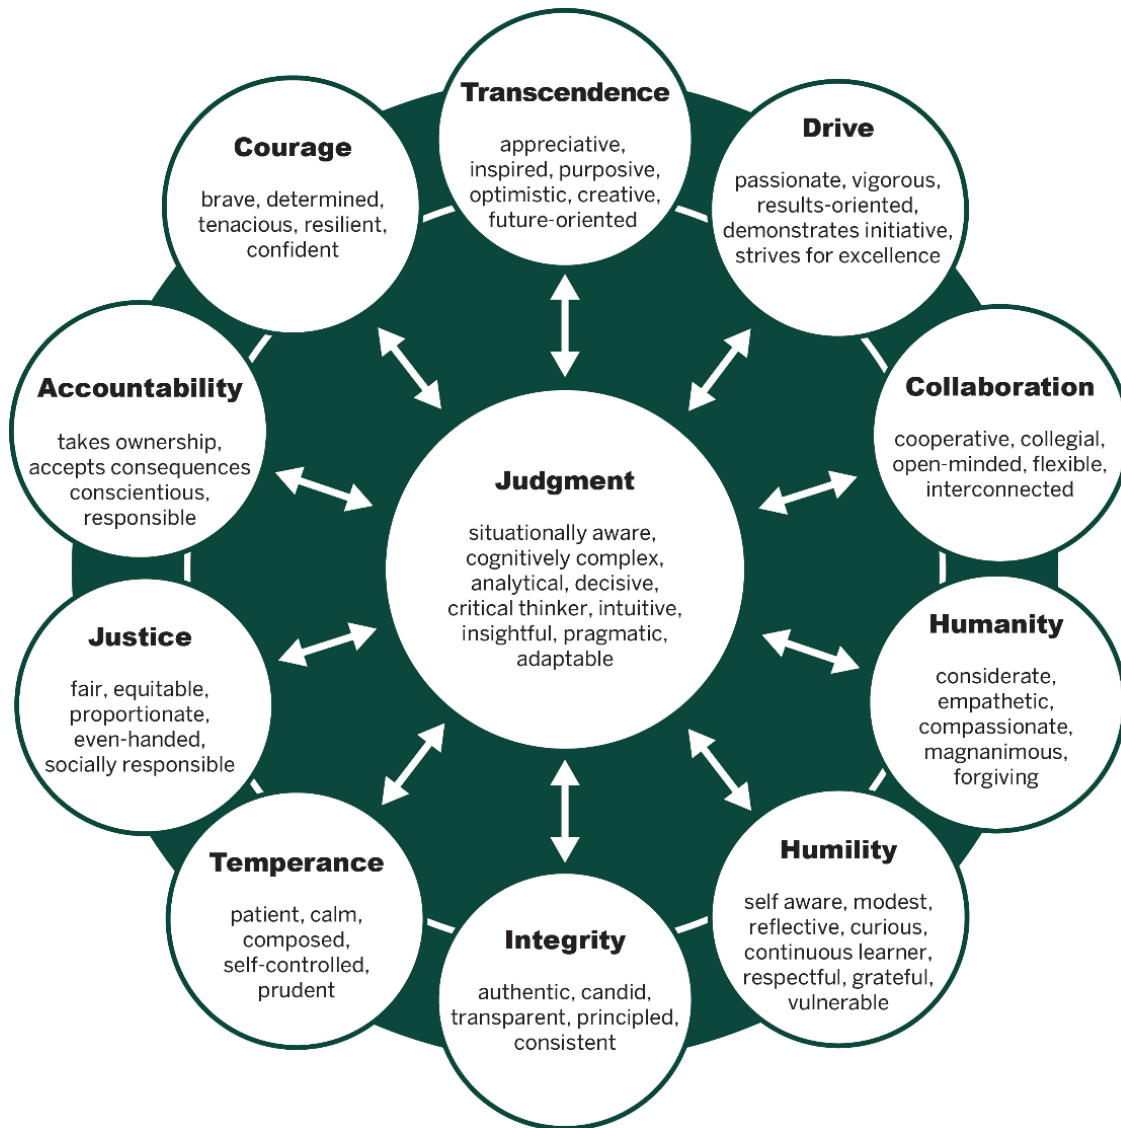 Transcendence
appreciative,
inspired, purposive,
optimistic, creative,
future-oriented
Drive
passionate, vigorous,
results-oriented,
demonstrates initiative,
strives for excellence
Collaboration
cooperative, collegial,
open-minded, flexible,
interconnected
Humanity
considerate,
empathetic,
compassionate,
magnanimous,
forgiving
Humility
self aware, modest,
reflective, curious,
continuous learner,
respectful, grateful,
vulnerable
Integrity
authentic, candid,
transparent, principled,
consistent
Temperance
patient, calm,
composed,
self-controlled,
prudent
Justice
fair, equitable,
proportionate,
even-handed,
socially responsible
Accountability
takes ownership,
accepts consequences
conscientious,
responsible
Courage
brave, determined,
tenacious, resilient,
confident
Judgment
situationally aware,
cognitively complex,
analytical, decisive,
critical thinker, intuitive,
insightful, pragmatic,
adaptable